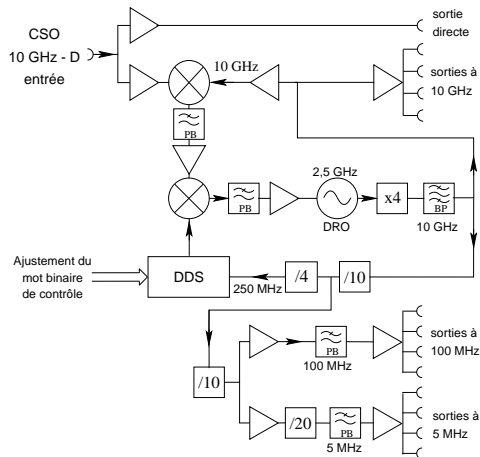 CSO
10 GHz - D
entrée
sortie
directe
10 GHz
sorties à
10 GHz
PB
2,5 GHz
PB
DRO
x4
BP
10 GHz
Ajustement du
mot binaire
de contrôle
DDS
250 MHz
/4
/10
/10
PB
100 MHz
sorties à
100 MHz
/20
PB
5 MHz
sorties à
5 MHz